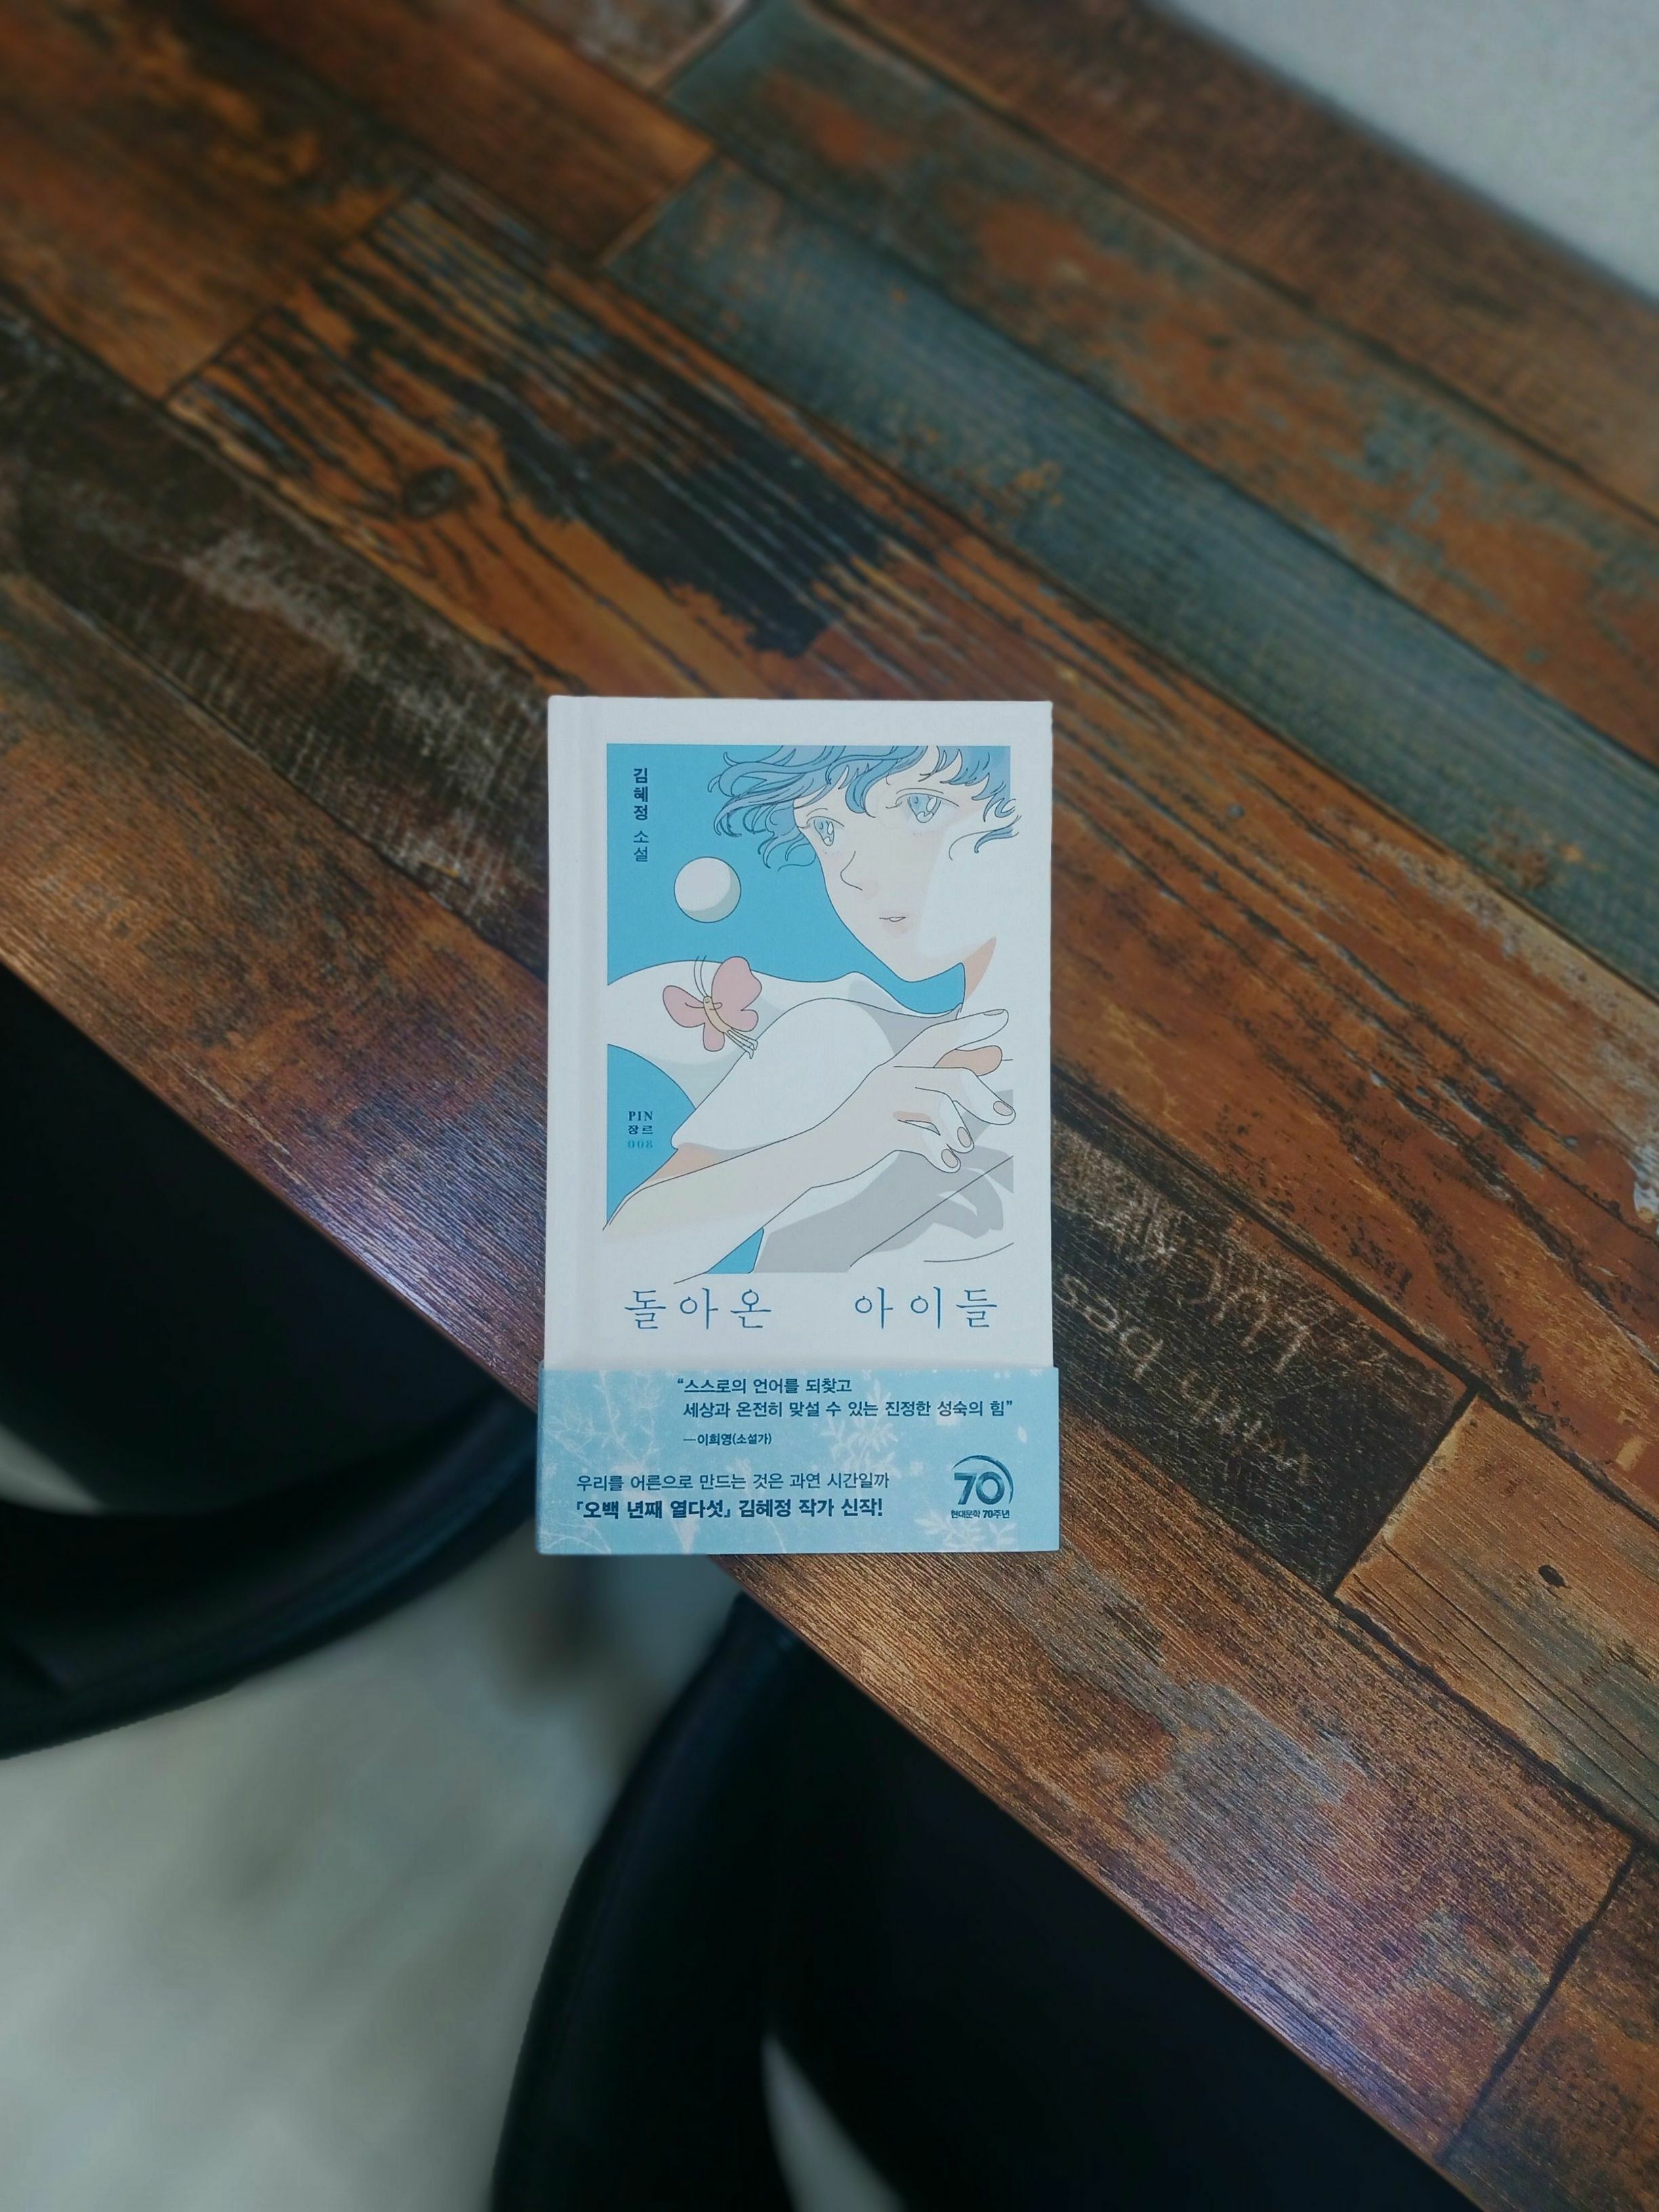 김혜정 소설
PIN
장르
008
돌아온 아이들
“스스로의 언어를 되찾고
세상과 온전히 맞설 수 있는 진정한 성숙의 힘”
—이희영(소설가)
우리를 어른으로 만드는 것은 과연 시간일까
『오백 년째 열다섯』 김혜정 작가 신작!
70
현대문학 70주년